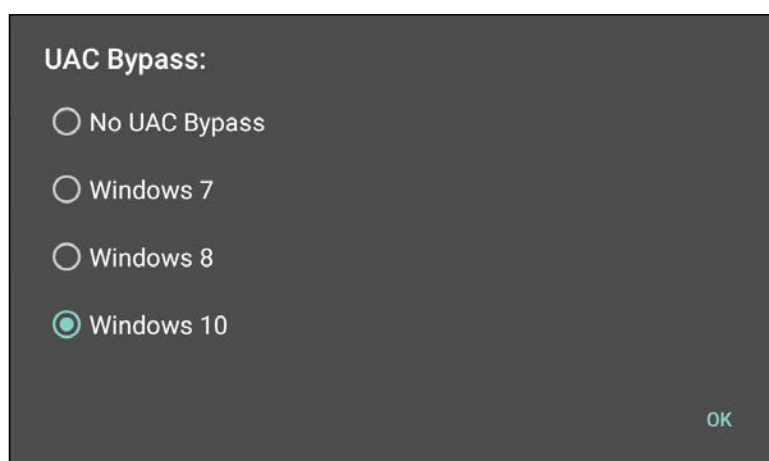 UAC Bypass:
No UAC Bypass
Windows 7
Windows 8
Windows 10
OK